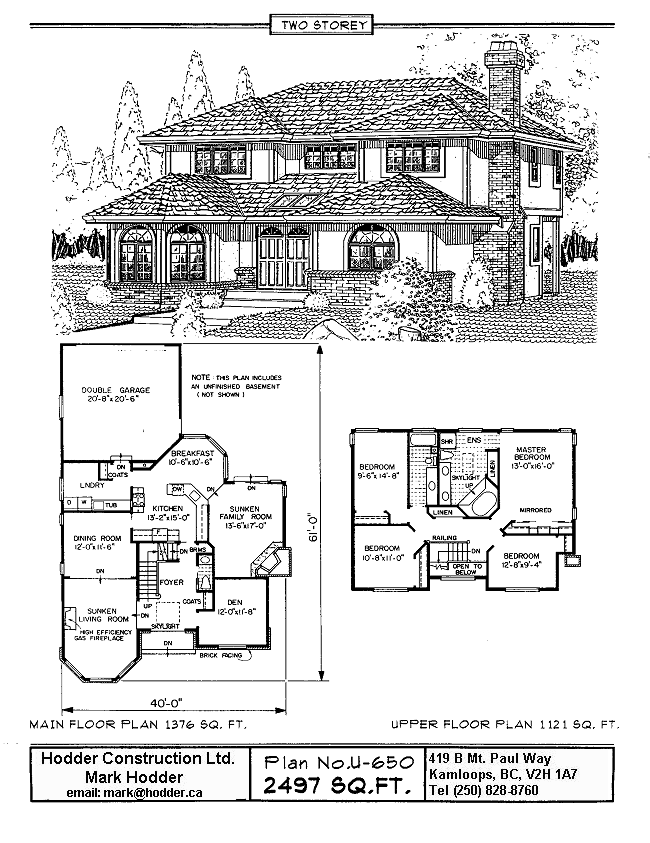 TWO STOREY
NOTE: THIS PLAN INCLUDES
AN UNFINISHED BASEMENT
( NOT SHOWN )
DOUBLE GARAGE
20'-8"x 20'-6"
BREAKFAST
10'-6"x10'-6"
DN
COATS
LNDRY
D W TUB
DW
KITCHEN
13'-2"x15'-0"
DN
SUNKEN
FAMILY ROOM
13'-6"x17'-0"
DINING ROOM
12'-0"x11'-6"
DN
DN BRMS
FOYER
UP
COATS
DEN
12'-0"x11'-8"
SUNKEN
LIVING ROOM
DN
HIGH EFFICIENCY
GAS FIREPLACE
SKYLIGHT
DN
BRICK FACING
61'-0"
40'-0"
MAIN FLOOR PLAN 1376 SQ. FT.
BEDROOM
9'-6"x 14'-8"
SHR
ENS
LINEN
SKYLIGHT
UP
MASTER
BEDROOM
13'-0"x16'-0"
LINEN
MIRRORED
BEDROOM
10'-8"x11'-0"
RAILING
DN
OPEN TO
BELOW
BEDROOM
12'-8"x9'-4"
UPPER FLOOR PLAN 1121 SQ. FT.
Hodder Construction Ltd.
Mark Hodder
email: mark@hodder.ca
Plan No.U-650
2497 SQ.FT.
419 B Mt. Paul Way
Kamloops, BC, V2H 1A7
Tel (250) 828-8760